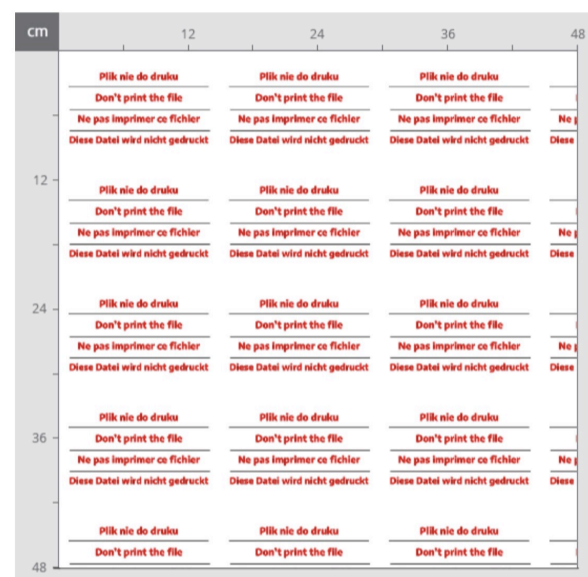 cm 12 24 36 48
Plik nie do druku Plik nie do druku Plik nie do druku
Don't print the file Don't print the file Don't print the file
Ne pas imprimer ce fichier Ne pas imprimer ce fichier Ne pas imprimer ce fichier Ne
Diese Datei wird nicht gedruckt Diese Datei wird nicht gedruckt Diese Datei wird nicht gedruckt Diese
12
Plik nie do druku Plik nie do druku Plik nie do druku
Don't print the file Don't print the file Don't print the file
Ne pas imprimer ce fichier Ne pas imprimer ce fichier Ne pas imprimer ce fichier Ne
Diese Datei wird nicht gedruckt Diese Datei wird nicht gedruckt Diese Datei wird nicht gedruckt Diese
24 Plik nie do druku Plik nie do druku Plik nie do druku
Don't print the file Don't print the file Don't print the file
Ne pas imprimer ce fichier Ne pas imprimer ce fichier Ne pas imprimer ce fichier Ne
Diese Datei wird nicht gedruckt Diese Datei wird nicht gedruckt Diese Datei wird nicht gedruckt Diese
Plik nie do druku Plik nie do druku Plik nie do druku
36 Don't print the file Don't print the file Don't print the file
Ne pas imprimer ce fichier Ne pas imprimer ce fichier Ne pas imprimer ce fichier Ne
Diese Datei wird nicht gedruckt Diese Datei wird nicht gedruckt Diese Datei wird nicht gedruckt Diese
Plik nie do druku Plik nie do druku Plik nie do druku
Don't print the file Don't print the file Don't print the file
48